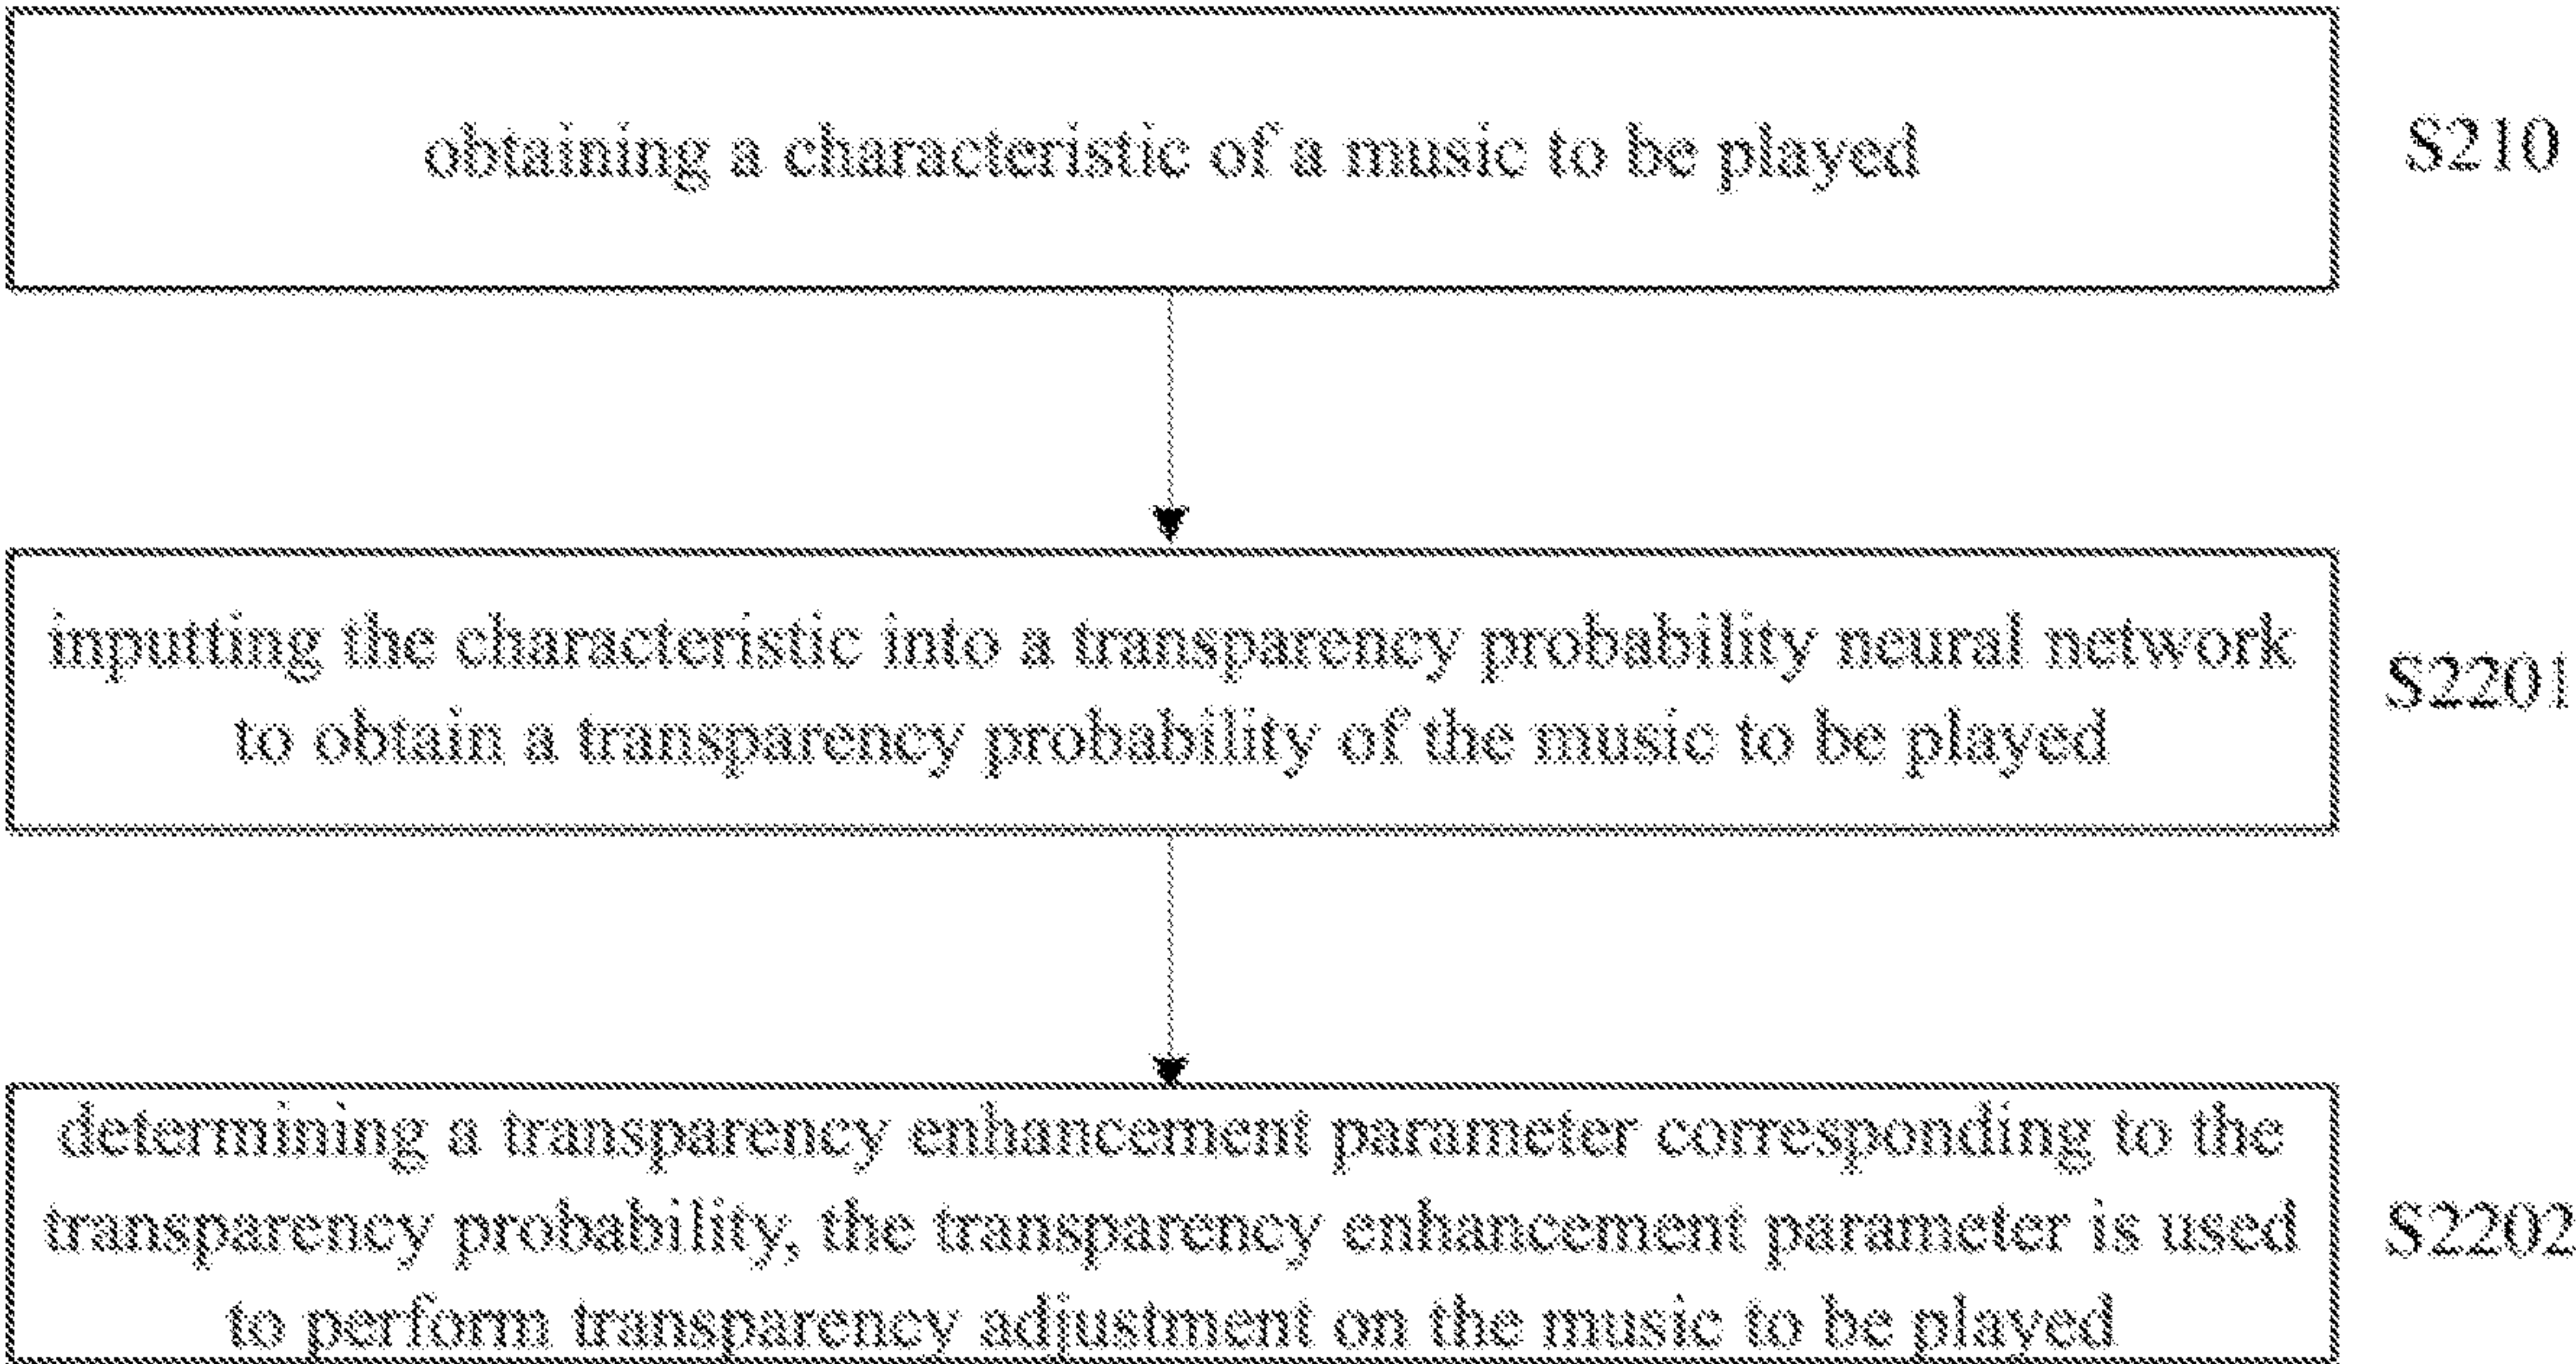 obtaining a characteristic of a music to be played
S210
inputting the characteristic into a transparency probability neural network
to obtain a transparency probability of the music to be played
S2201
determining a transparency enhancement parameter corresponding to the
transparency probability, the transparency enhancement parameter is used
to perform transparency adjustment on the music to be played
S2202